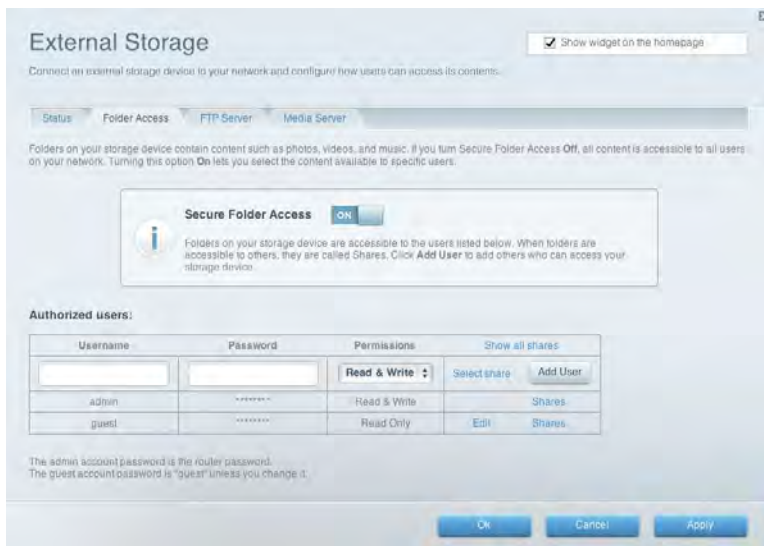 External Storage
Show widget on the homepage
Connect an external storage device to your network and configure how users can access its contents.
Status Folder Access FTP Server Media Server
Folders on your storage device contain content such as photos, videos, and music. If you turn Secure Folder Access Off, all content is accessible to all users
on your network. Turning this option On lets you select the content available to specific users.
Secure Folder Access ON
Folders on your storage device are accessible to the users listed below. When folders are
accessible to others, they are called Shares. Click Add User to add others who can access your
storage device.
Authorized users:
Username Password Permissions Show all shares
Read & Write Select share Add User
admin ******** Read & Write Shares
guest ******** Read Only Edit Shares
The admin account password is the router password.
The guest account password is "guest" unless you change it.
Ok Cancel Apply